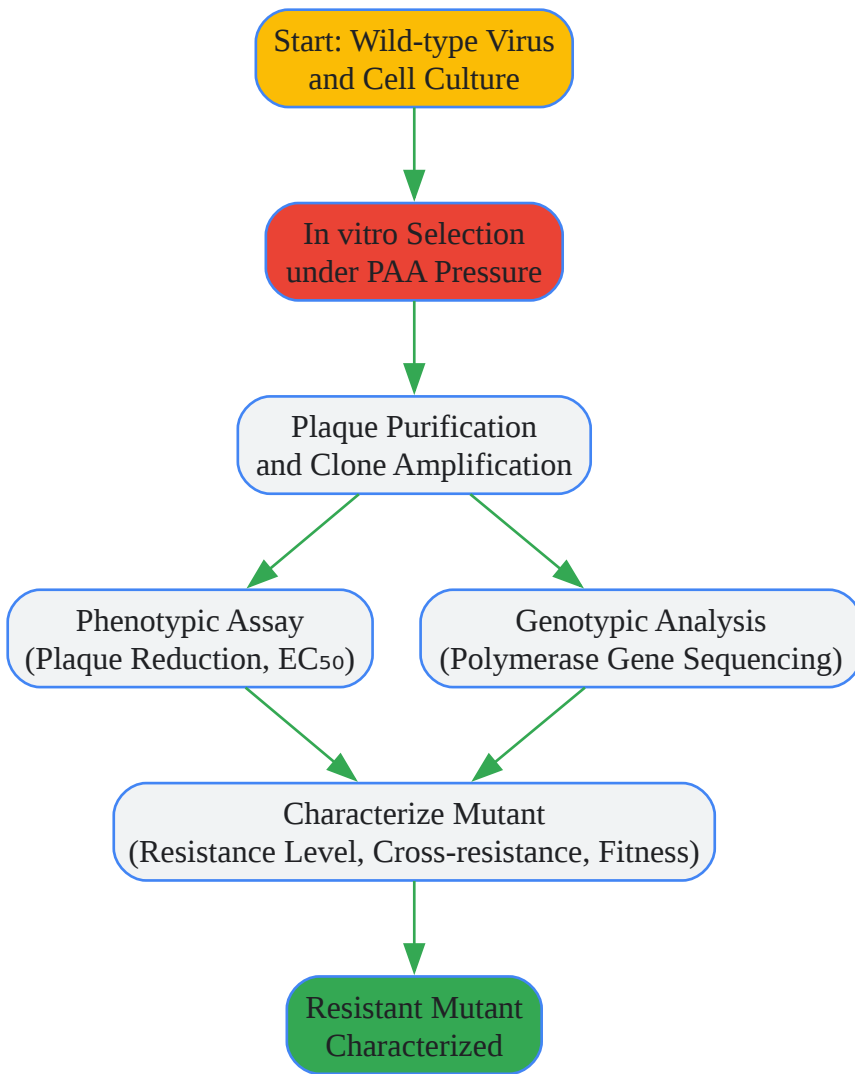 Start: Wild-type Virus
and Cell Culture
In vitro Selection
under PAA Pressure
Plaque Purification
and Clone Amplification
Phenotypic Assay
(Plaque Reduction, EC₅₀)
Genotypic Analysis
(Polymerase Gene Sequencing)
Characterize Mutant
(Resistance Level, Cross-resistance, Fitness)
Resistant Mutant
Characterized